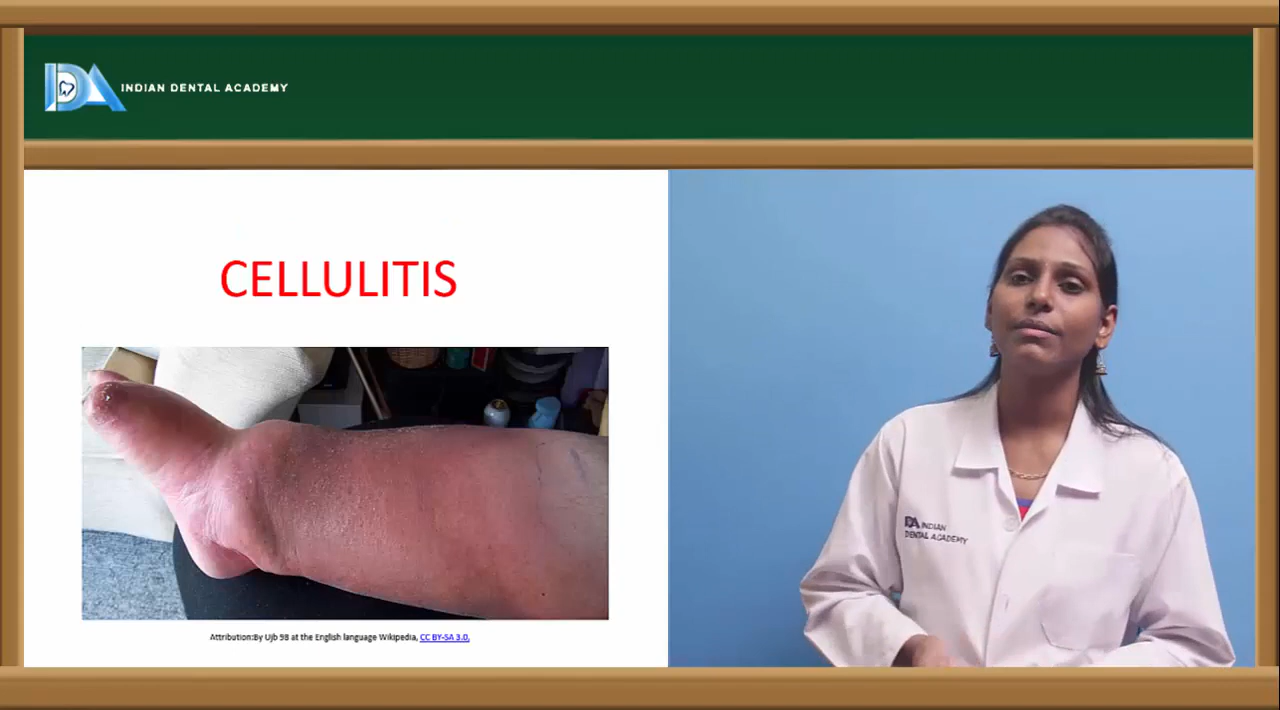 INDIAN DENTAL ACADEMY
CELLULITIS
Attribution:By Ujb 9B at the English language Wikipedia, CC BY-SA 3.0,
INDIAN
DENTAL ACADEMY